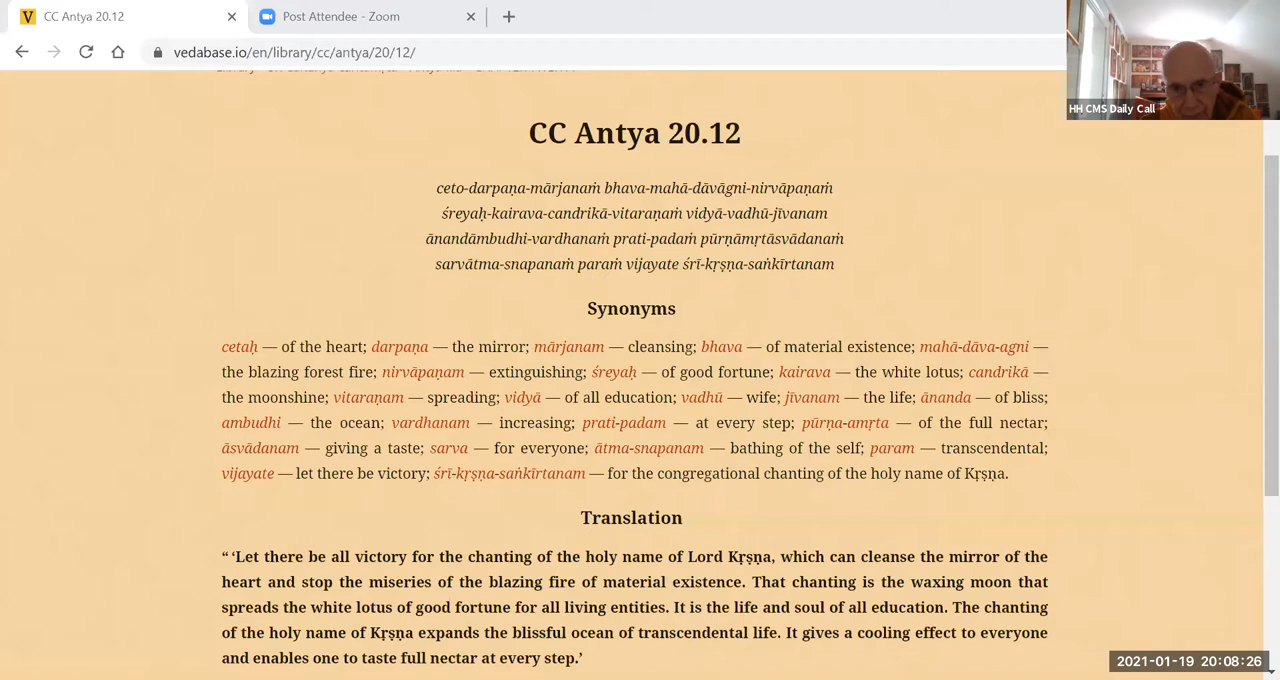 CC Antya 20.12
Post Attendee - Zoom
vedabase.io/en/library/cc/antya/20/12/
HH CMS Daily Call
CC Antya 20.12
ceto-darpaṇa-mārjanaṁ bhava-mahā-dāvāgni-nirvāpaṇaṁ
śreyaḥ-kairava-candrikā-vitaraṇaṁ vidyā-vadhū-jīvanam
ānandāmbudhi-vardhanaṁ prati-padaṁ pūrṇāmṛtāsvādanaṁ
sarvātma-snapanaṁ paraṁ vijayate śrī-kṛṣṇa-saṅkīrtanam
Synonyms
cetaḥ — of the heart; darpaṇa — the mirror; mārjanam — cleansing; bhava — of material existence; mahā-dāva-agni —
the blazing forest fire; nirvāpaṇam — extinguishing; śreyaḥ — of good fortune; kairava — the white lotus; candrikā —
the moonshine; vitaraṇam — spreading; vidyā — of all education; vadhū — wife; jīvanam — the life; ānanda — of bliss;
ambudhi — the ocean; vardhanam — increasing; prati-padam — at every step; pūrṇa-amṛta — of the full nectar;
āsvādanam — giving a taste; sarva — for everyone; ātma-snapanam — bathing of the self; param — transcendental;
vijayate — let there be victory; śrī-kṛṣṇa-saṅkīrtanam — for the congregational chanting of the holy name of Kṛṣṇa.
Translation
“ ‘Let there be all victory for the chanting of the holy name of Lord Kṛṣṇa, which can cleanse the mirror of the
heart and stop the miseries of the blazing fire of material existence. That chanting is the waxing moon that
spreads the white lotus of good fortune for all living entities. It is the life and soul of all education. The chanting
of the holy name of Kṛṣṇa expands the blissful ocean of transcendental life. It gives a cooling effect to everyone
and enables one to taste full nectar at every step.’
2021-01-19 20:08:26